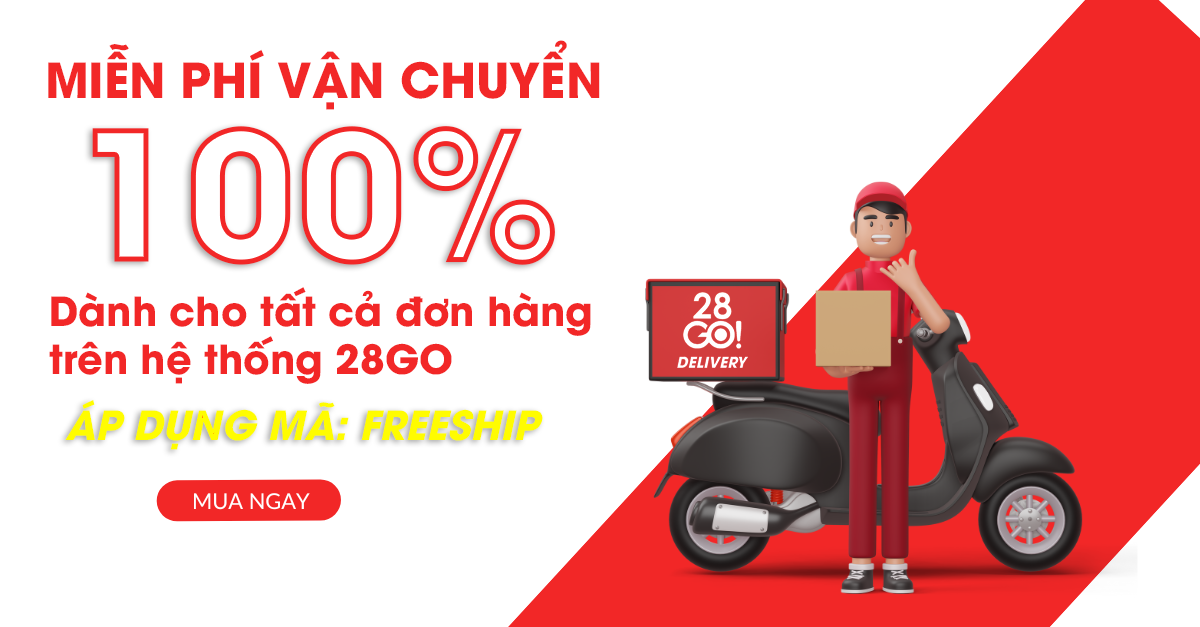 MIỄN PHÍ VẬN CHUYỂN
100%
Dành cho tất cả đơn hàng
trên hệ thống 28GO
ÁP DỤNG MÃ: FREESHIP
MUA NGAY
28
GO!
DELIVERY